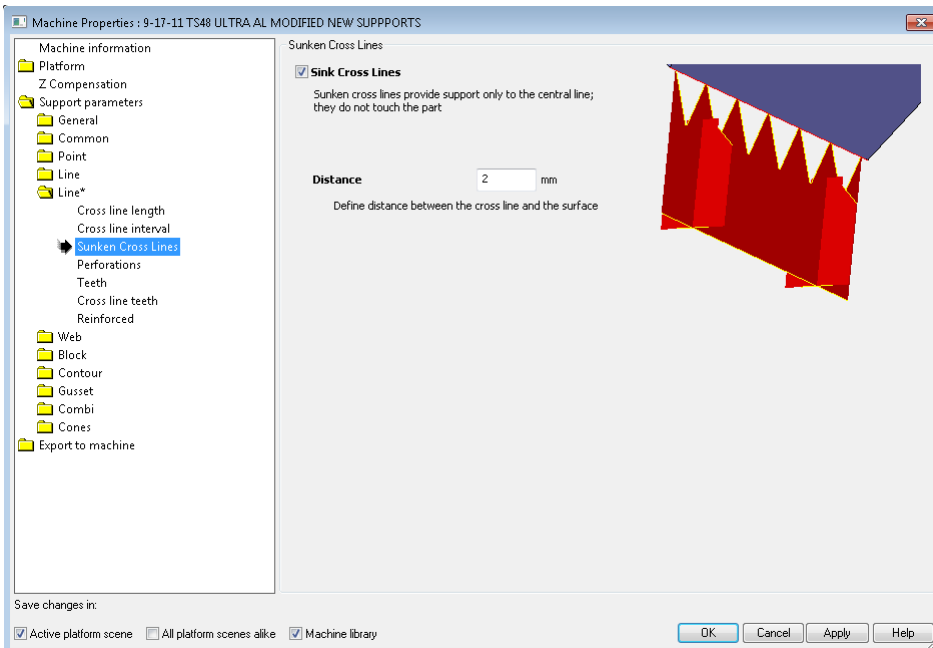 Machine Properties : 9-17-11 TS48 ULTRA AL MODIFIED NEW SUPPPORTS
Machine information
Platform
Z Compensation
Support parameters
General
Common
Point
Line
Line*
Cross line length
Cross line interval
Sunken Cross Lines
Perforations
Teeth
Cross line teeth
Reinforced
Web
Block
Contour
Gusset
Combi
Cones
Export to machine
Sunken Cross Lines
Sink Cross Lines
Sunken cross lines provide support only to the central line;
they do not touch the part
Distance 2 mm
Define distance between the cross line and the surface
Save changes in:
Active platform scene All platform scenes alike Machine library
OK Cancel Apply Help